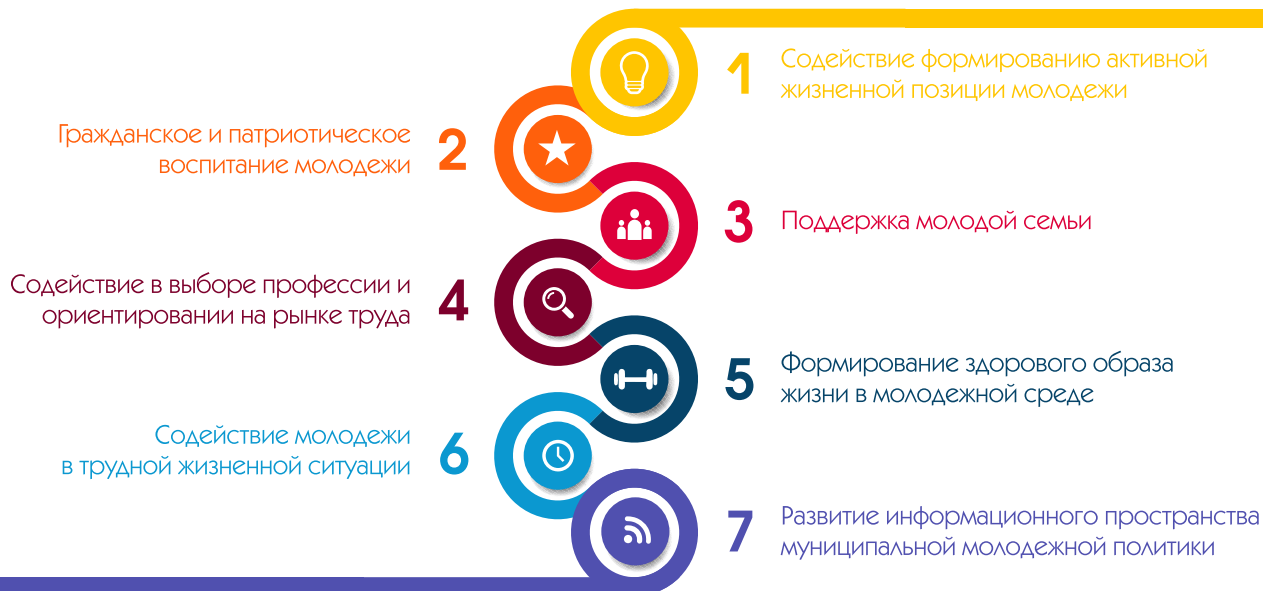 1
Содействие формированию активной
жизненной позиции молодежи
Гражданское и патриотическое
воспитание молодежи
2
3
Поддержка молодой семьи
Содействие в выборе профессии и
ориентировании на рынке труда
4
5
Формирование здорового образа
жизни в молодежной среде
Содействие молодежи
в трудной жизненной ситуации
6
7
Развитие информационного пространства
муниципальной молодежной политики